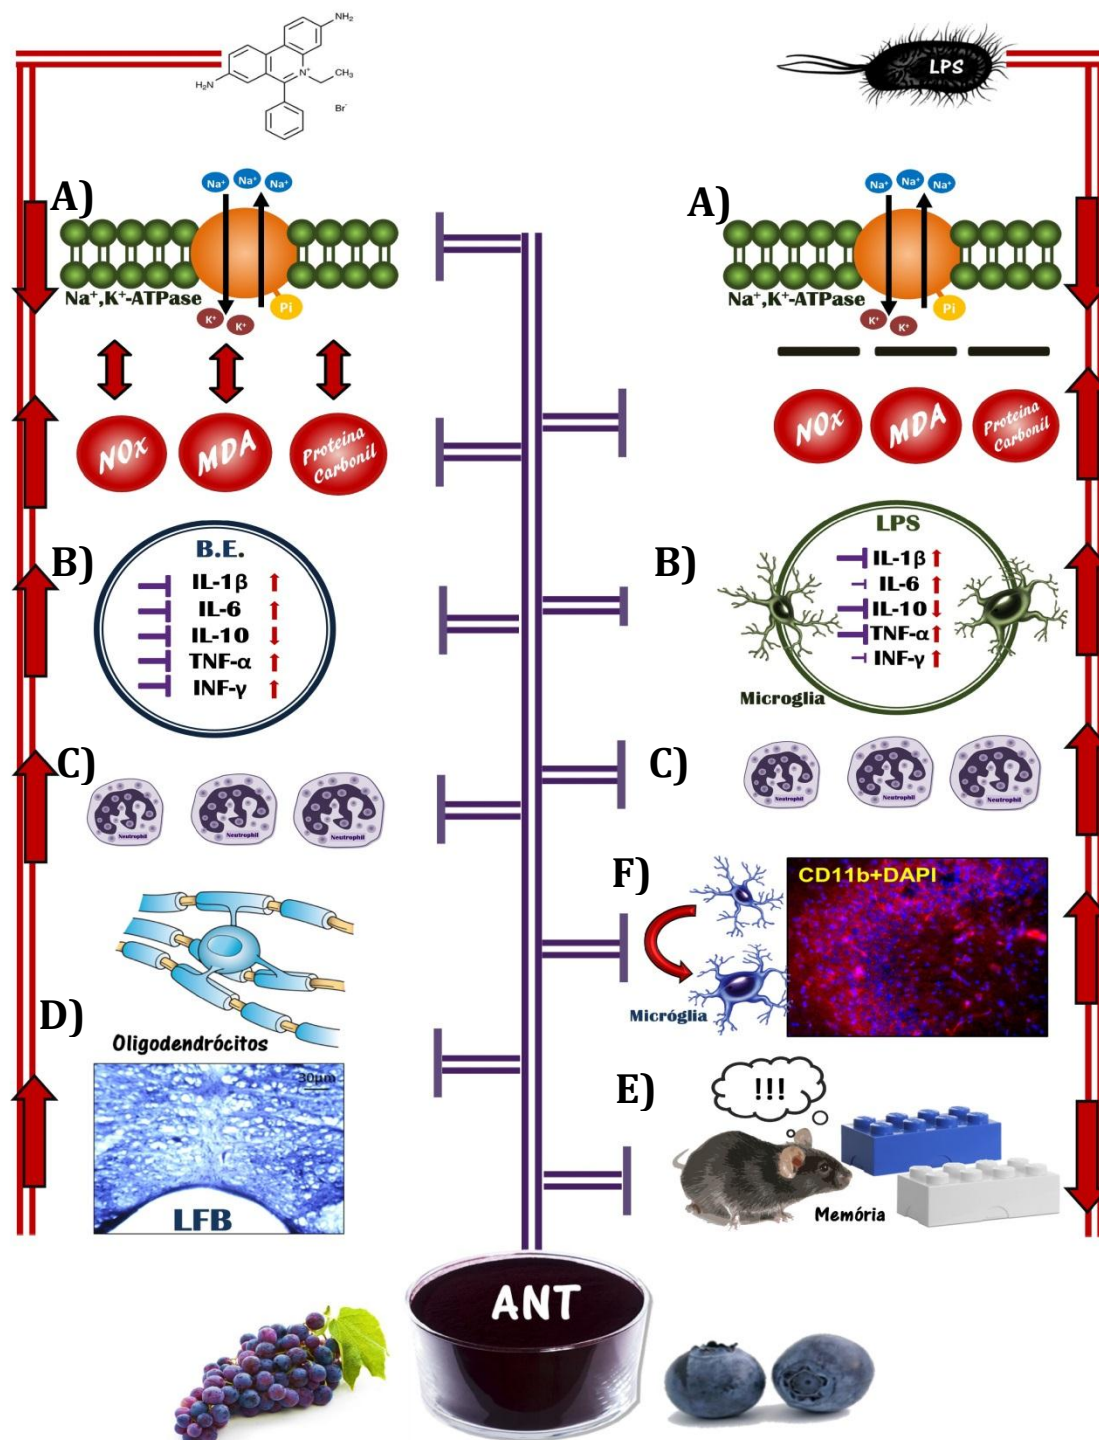 NH₂
H₂N
N⁺
CH₃
Br⁻
LPS
A)
Na⁺
Na⁺
Na⁺
Na⁺,K⁺-ATPase
K⁺
K⁺
Pi
NOx
MDA
Proteína
Carbonil
B)
B.E.
IL-1β
IL-6
IL-10
TNF-α
INF-γ
C)
Neutrophil
Neutrophil
Neutrophil
D)
Oligodendrócitos
30µm
LFB
A)
Na⁺
Na⁺
Na⁺
Na⁺,K⁺-ATPase
K⁺
K⁺
Pi
NOx
MDA
Proteína
Carbonil
B)
LPS
IL-1β
IL-6
IL-10
TNF-α
INF-γ
Microglia
C)
Neutrophil
Neutrophil
Neutrophil
F)
CD11b+DAPI
Micróglia
E)
!!!
Memória
ANT